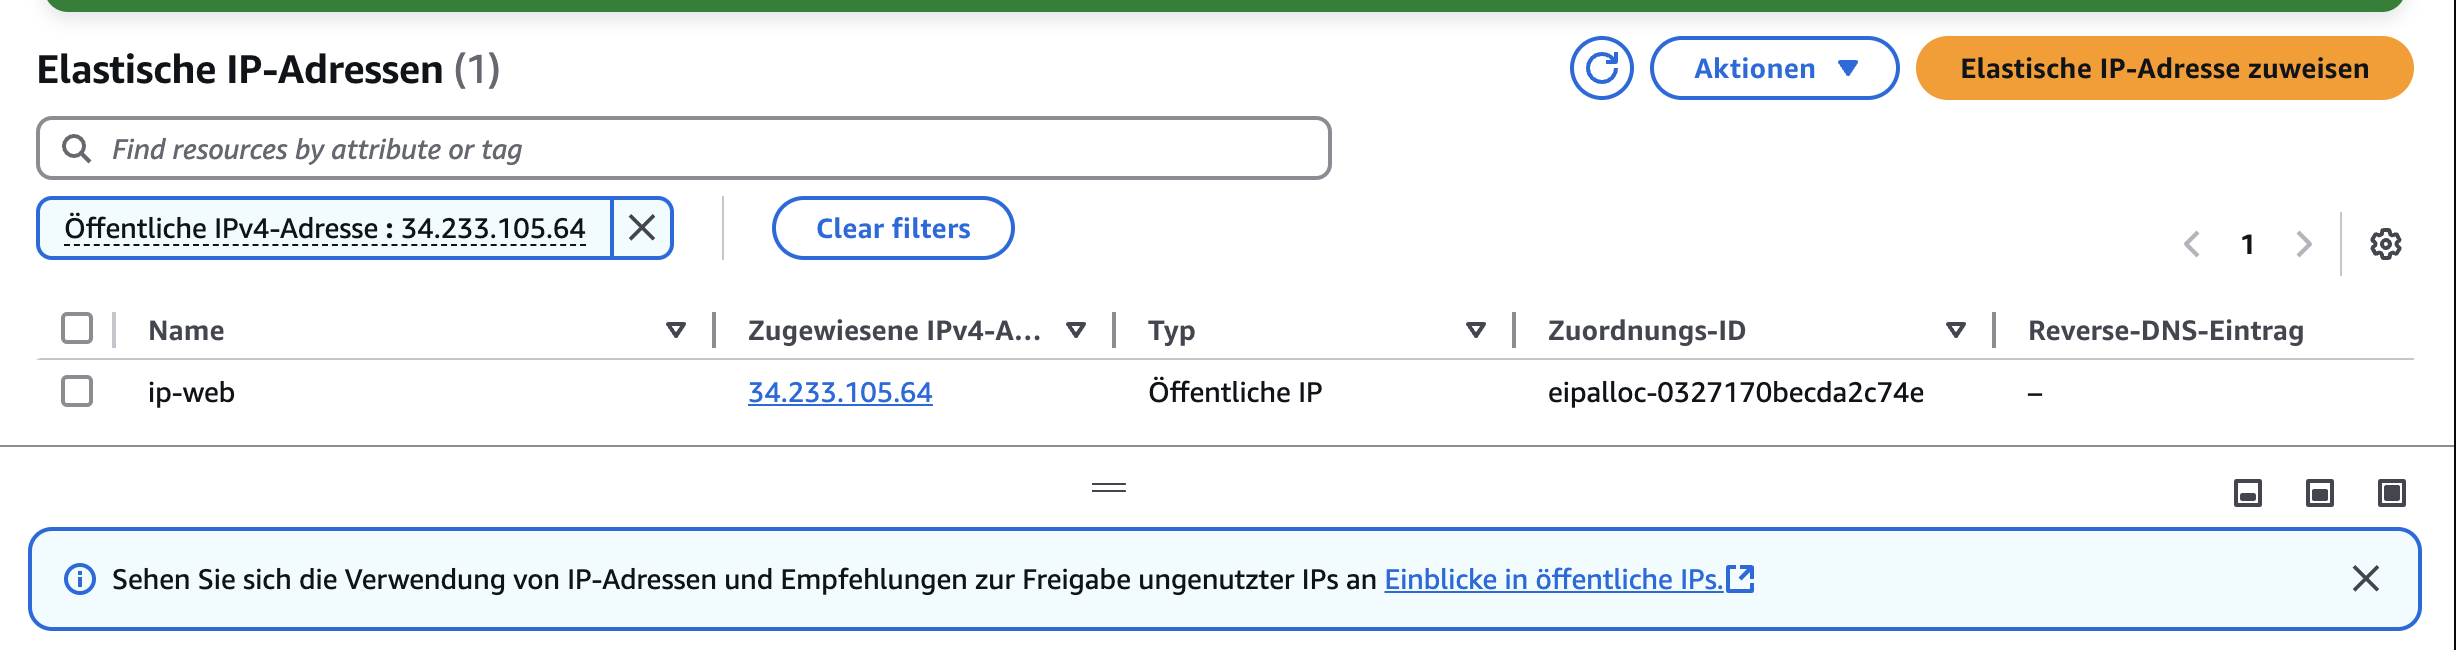 Elastische IP-Adressen (1)
Aktionen
Elastische IP-Adresse zuweisen
Find resources by attribute or tag
Öffentliche IPv4-Adresse : 34.233.105.64
Clear filters
1
Name
Zugewiesene IPv4-A...
Typ
Zuordnungs-ID
Reverse-DNS-Eintrag
ip-web
34.233.105.64
Öffentliche IP
eipalloc-0327170becda2c74e
–
Sehen Sie sich die Verwendung von IP-Adressen und Empfehlungen zur Freigabe ungenutzter IPs an Einblicke in öffentliche IPs.